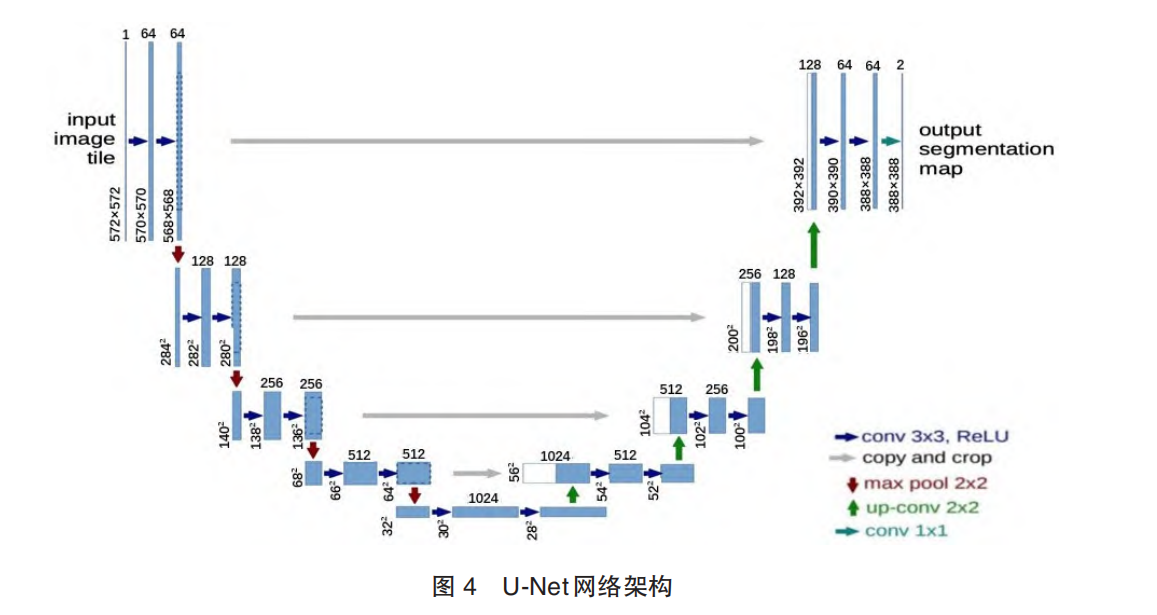 1 64 64
128 64 64 2
input
image
tile
output
segmentation
map
572×572
570×570
568×568
392×392
390×390
388×388
388×388
128 128
256 128
284²
282²
280²
200²
198²
196²
256 256
512 256
140²
138²
136²
104²
102²
100²
512 512
1024 512
68²
66²
64²
56²
54²
52²
1024
32²
30²
28²
conv 3x3, ReLU
copy and crop
max pool 2x2
up-conv 2x2
conv 1x1
图 4 U-Net网络架构